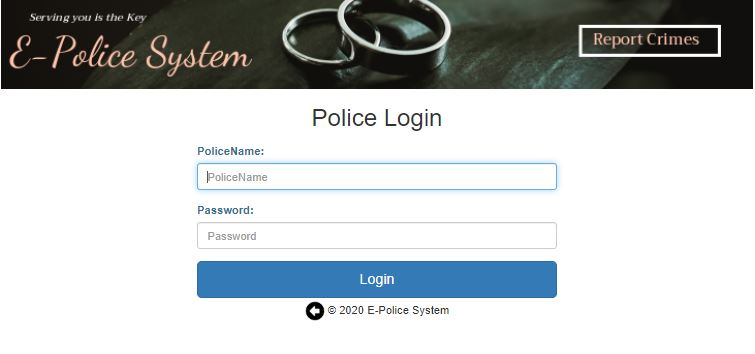 Serving you is the Key
E-Police System
Report Crimes
Police Login
PoliceName:
PoliceName
Password:
Password
Login
© 2020 E-Police System